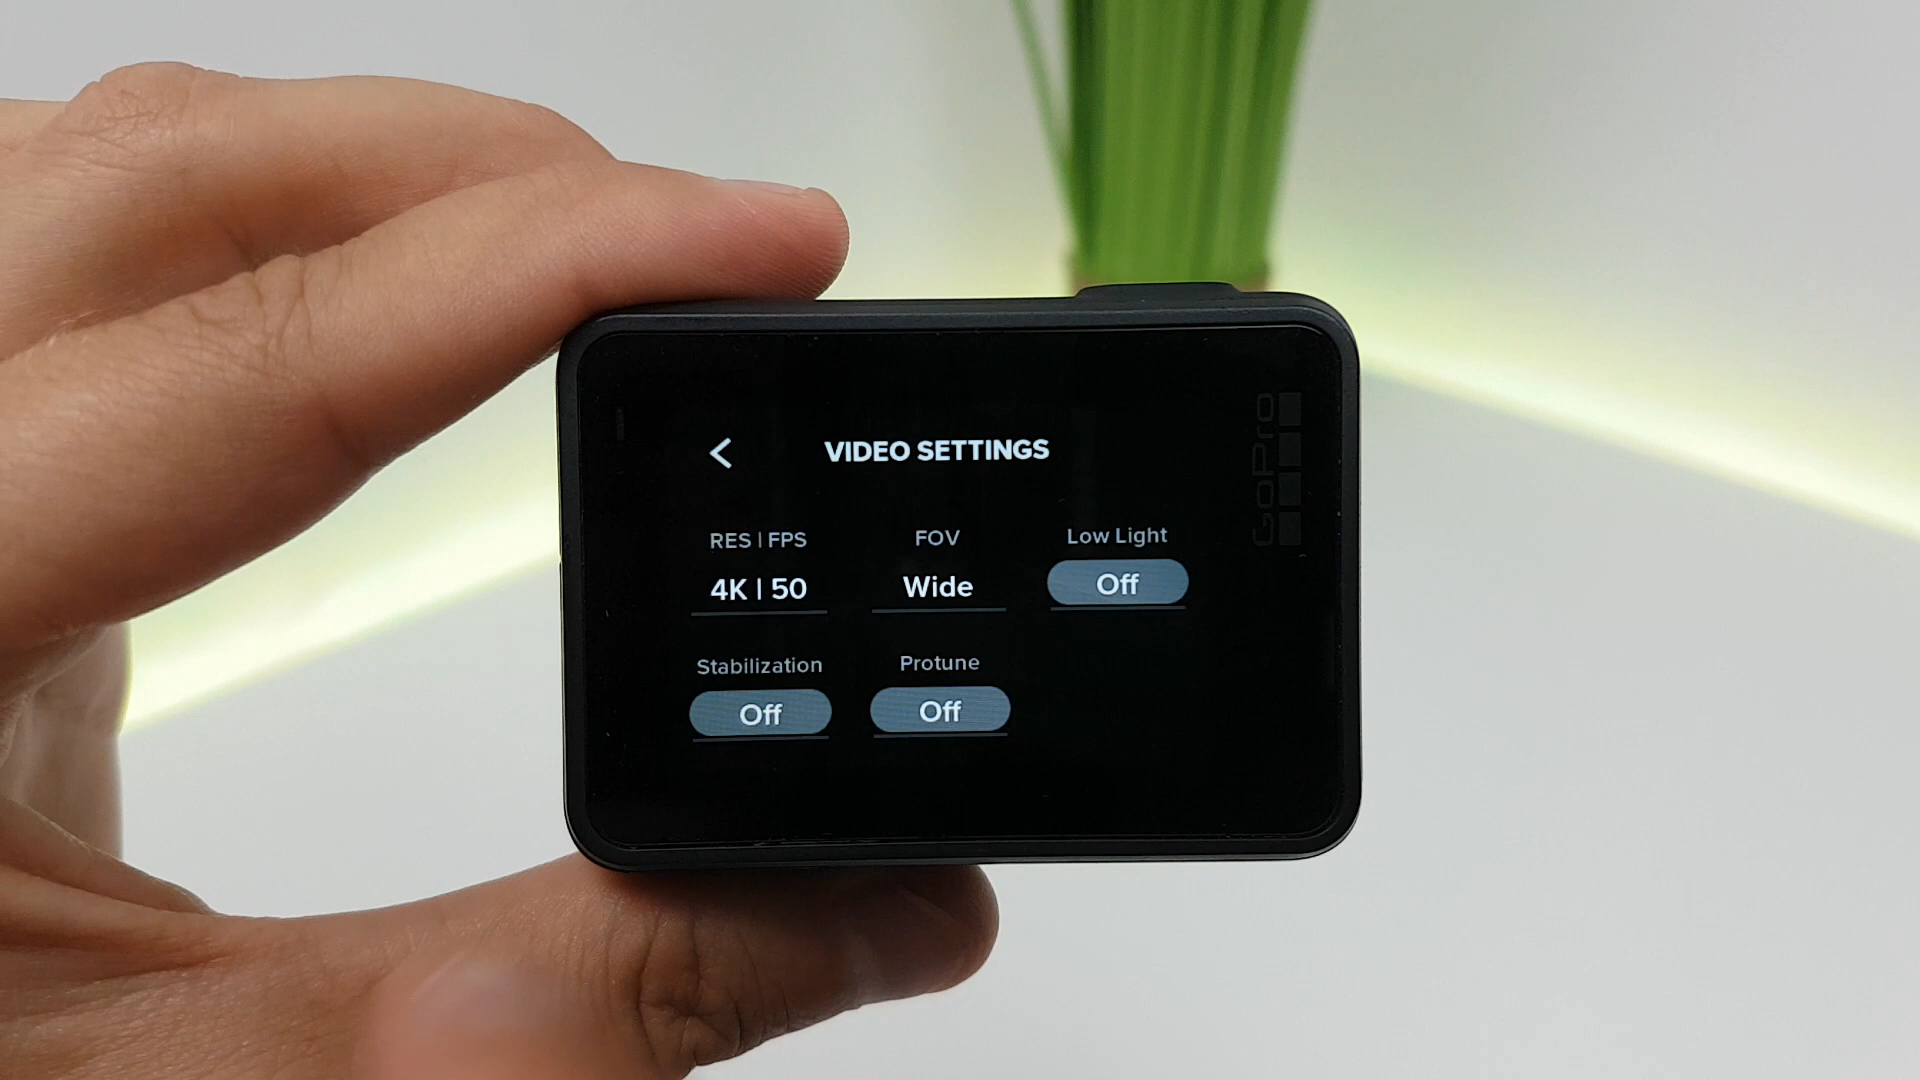 VIDEO SETTINGS
RES | FPS
4K | 50
FOV
Wide
Low Light
Off
Stabilization
Off
Protune
Off
GoPro